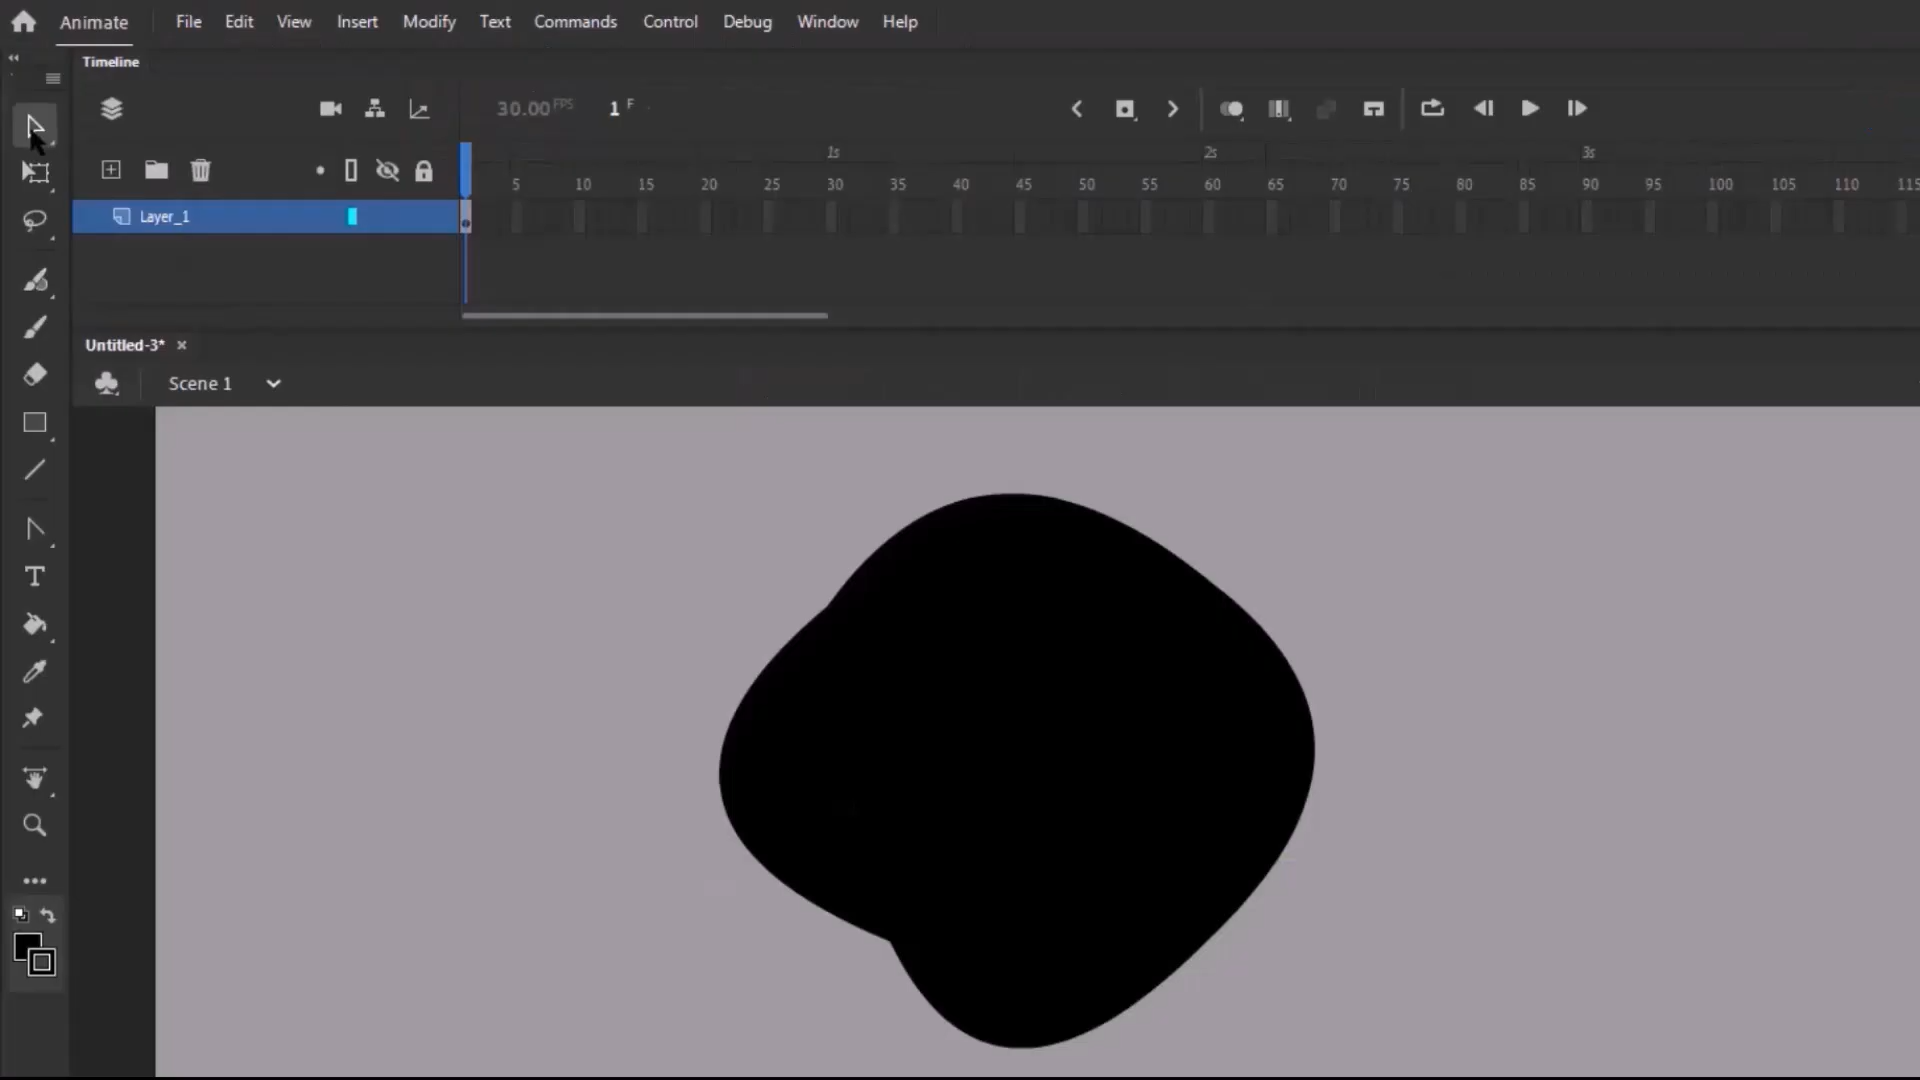 Animate File Edit View Insert Modify Text Commands Control Debug Window Help
Timeline
30.00 FPS 1 F
1s 2s 3s
5 10 15 20 25 30 35 40 45 50 55 60 65 70 75 80 85 90 95 100 105 110 115
Layer_1
Untitled-3* ×
Scene 1